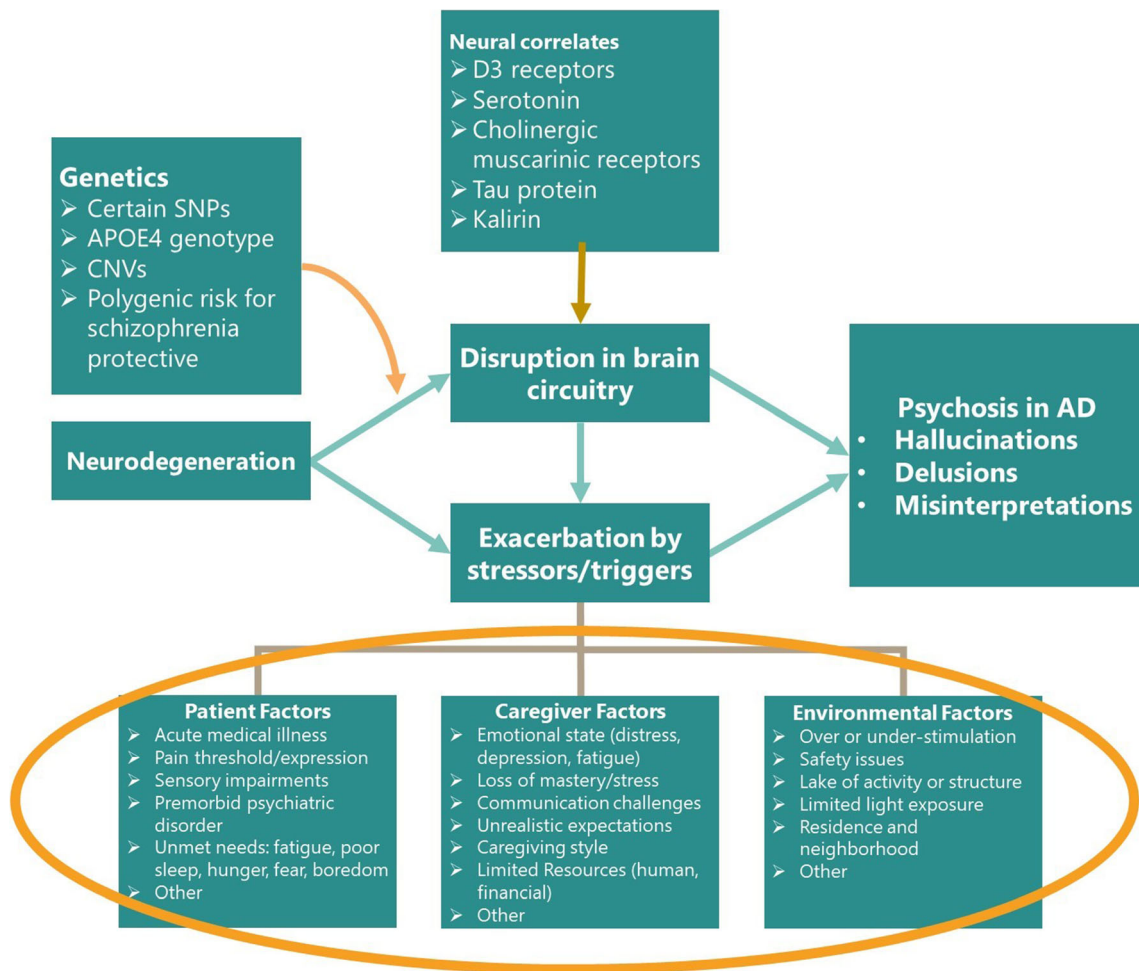 Neural correlates
➢ D3 receptors
➢ Serotonin
➢ Cholinergic
muscarinic receptors
➢ Tau protein
➢ Kalirin
Genetics
➢ Certain SNPs
➢ APOE4 genotype
➢ CNVs
➢ Polygenic risk for
schizophrenia
protective
Disruption in brain
circuitry
Neurodegeneration
Psychosis in AD
• Hallucinations
• Delusions
• Misinterpretations
Exacerbation by
stressors/triggers
Patient Factors
➢ Acute medical illness
➢ Pain threshold/expression
➢ Sensory impairments
➢ Premorbid psychiatric
disorder
➢ Unmet needs: fatigue, poor
sleep, hunger, fear, boredom
➢ Other
Caregiver Factors
➢ Emotional state (distress,
depression, fatigue)
➢ Loss of mastery/stress
➢ Communication challenges
➢ Unrealistic expectations
➢ Caregiving style
➢ Limited Resources (human,
financial)
➢ Other
Environmental Factors
➢ Over or under-stimulation
➢ Safety issues
➢ Lake of activity or structure
➢ Limited light exposure
➢ Residence and
neighborhood
➢ Other